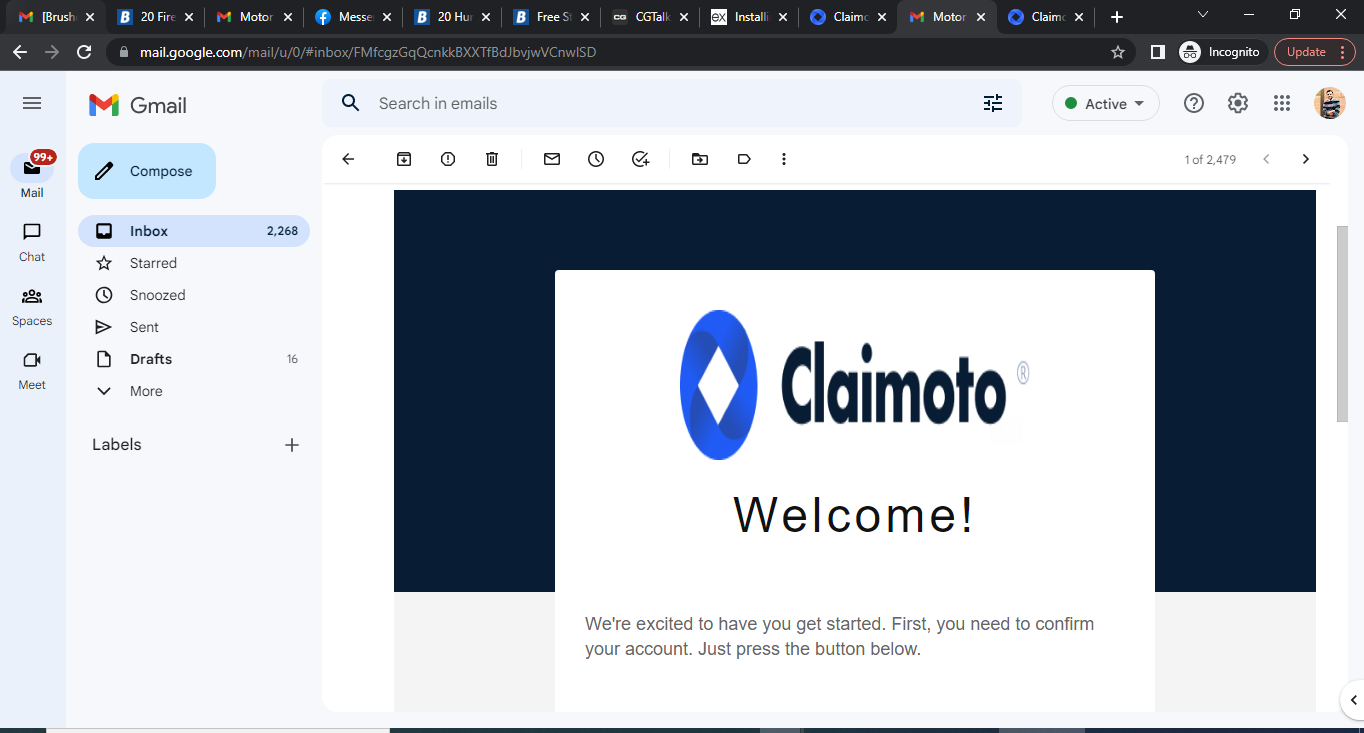 [Brush
20 Fire
Motor
Messe
20 Hur
Free S
CGTalk
Installi
Claimo
Motor
Claimo
mail.google.com/mail/u/0/#inbox/FMfcgzGqQcnkkBXXTfBdJbvjwVCnwlSD
Incognito
Update
Gmail
Search in emails
Active
99+
Mail
Compose
1 of 2,479
Inbox 2,268
Chat
Starred
Snoozed
Spaces
Sent
Drafts 16
Meet
More
Labels
Claimoto ®
Welcome!
We're excited to have you get started. First, you need to confirm
your account. Just press the button below.